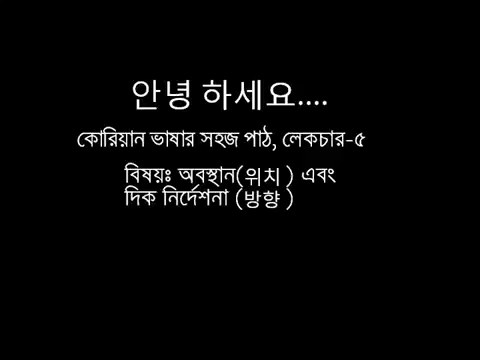 안녕 하세요....
কোরিয়ান ভাষার সহজ পাঠ, লেকচার-৫
বিষয়ঃ অবস্থান(위치 ) এবং
দিক নির্দেশনা (방향 )